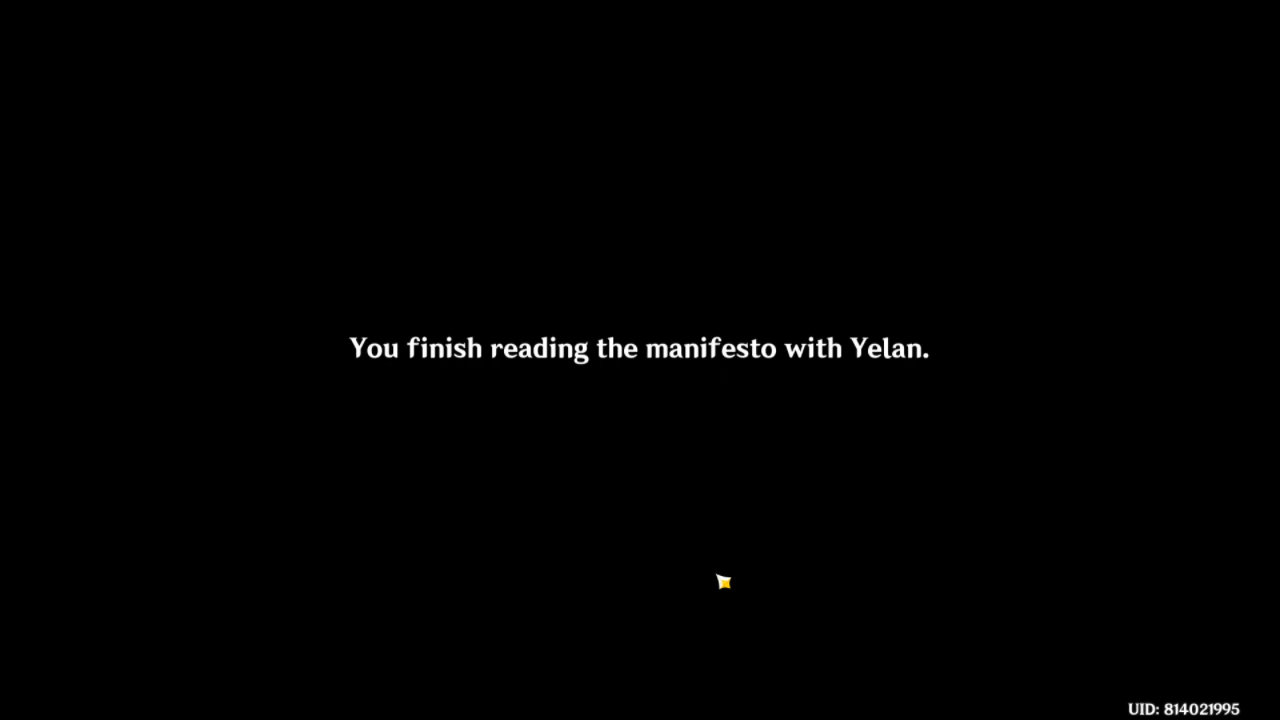 You finish reading the manifesto with Yelan.
UID: 814021995